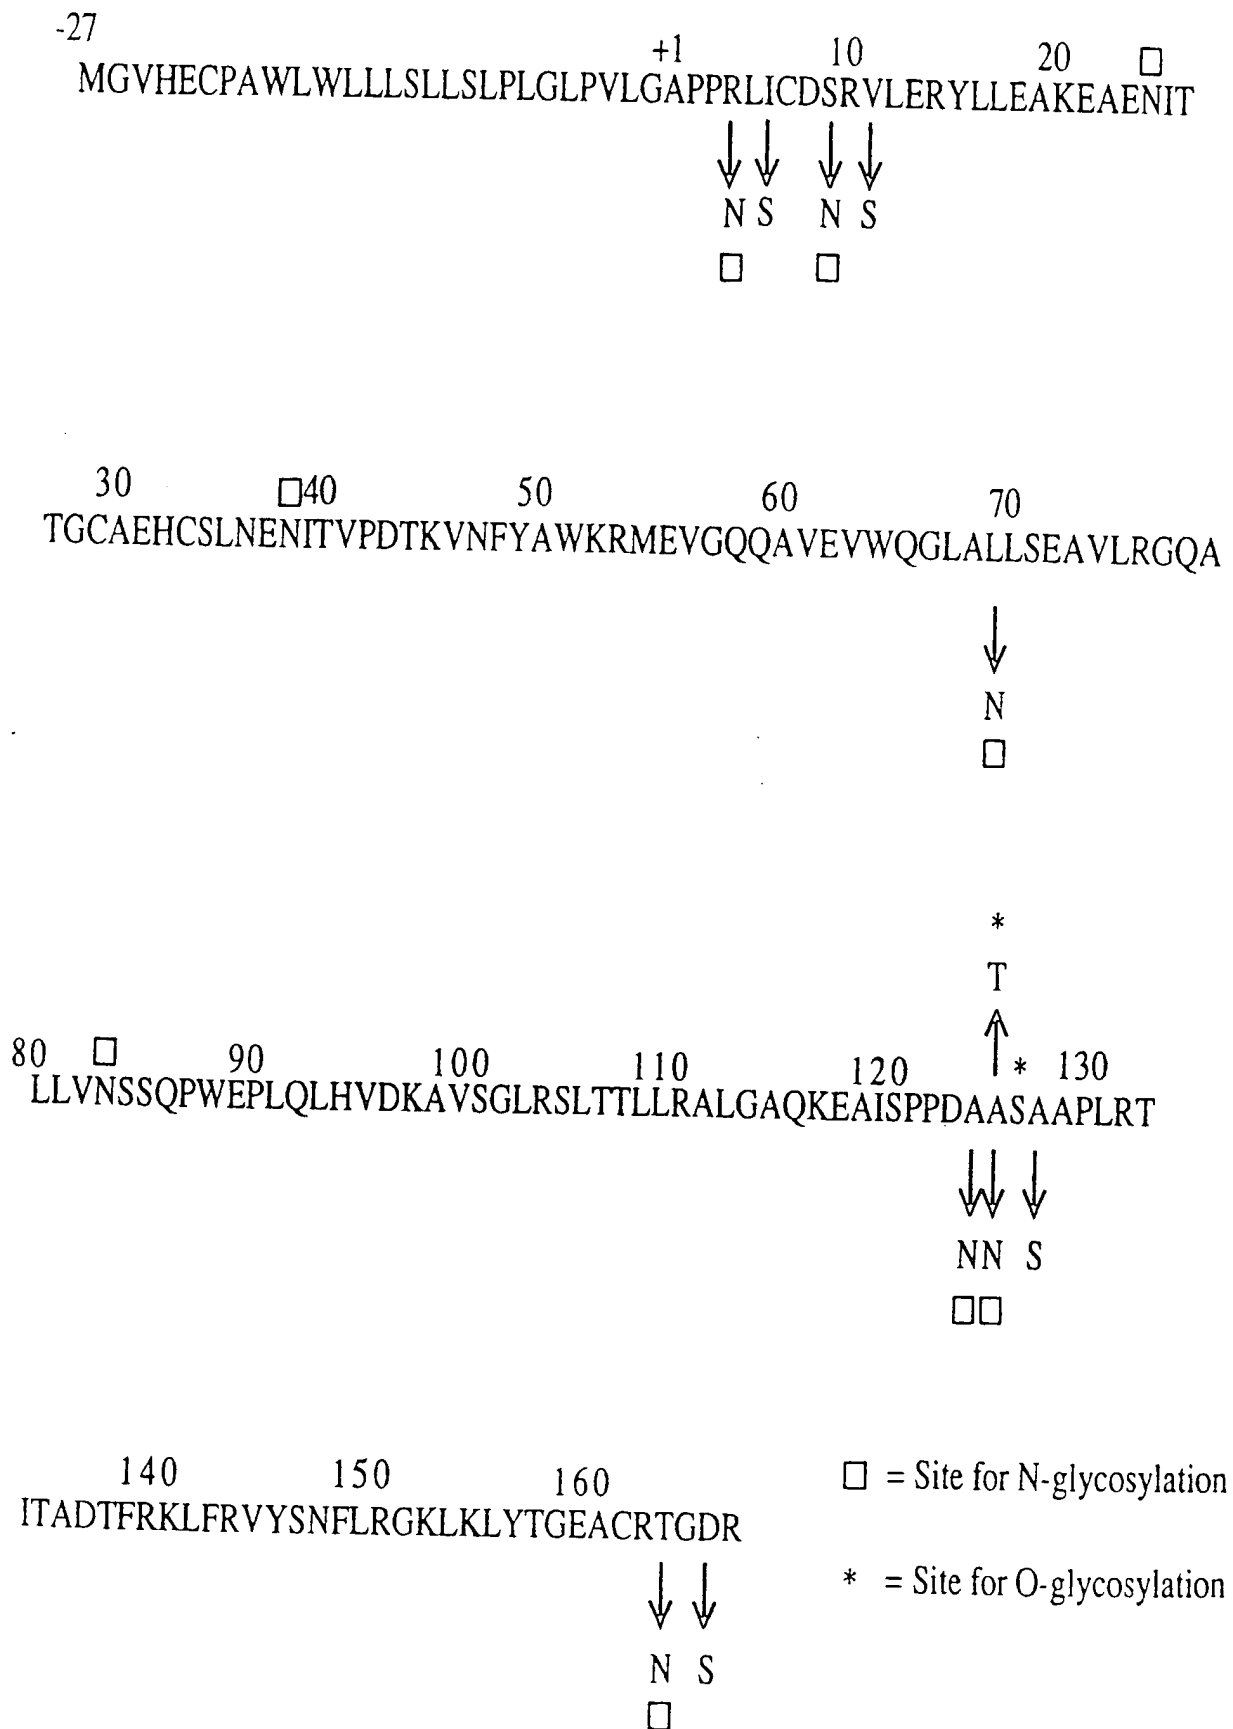 -27 +1 10 20 □
MGVHECPAWLWLLLSLLSLPLGLPVLGAPPRLICDSRVLERYLLEAKEAENIT
N S N S
□ □
30 □40 50 60 70
TGCAEHCSLNENITVPDTKVNFYAWKRMEVGQQAVEVWQGLALLSEAVLRGQA
N
□
*
T
80 □ 90 100 110 120 * 130
LLVNSSQPWEPLQLHVDKAVSGLRSLTTLLRALGAQKEAISPPDAASAAPLRT
NN S
□□
140 150 160
ITADTFRKLFRVYSNFLRGKLKLYTGEACRTGDR
N S
□
□ = Site for N-glycosylation
* = Site for O-glycosylation